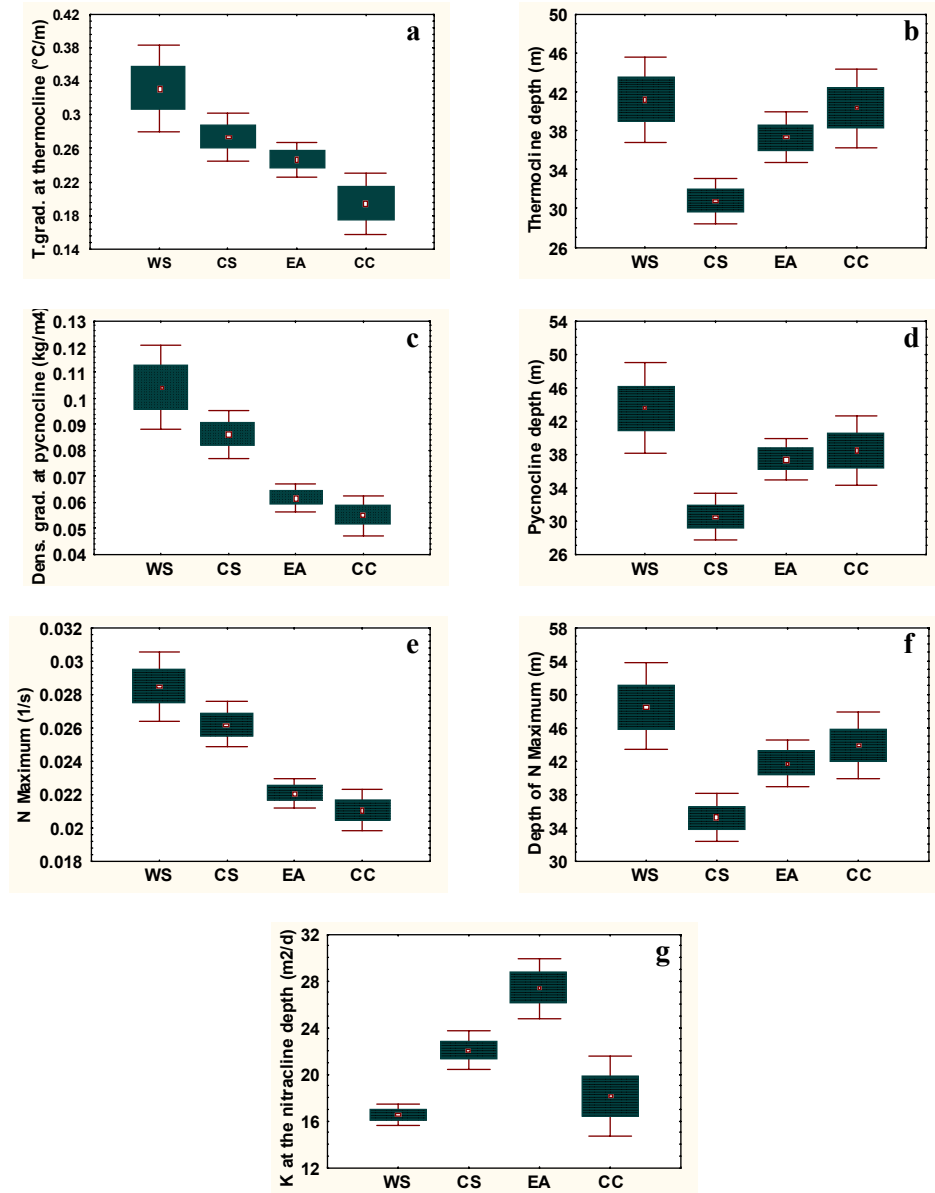 a
T.grad. at thermocline (°C/m)
0.42
0.38
0.34
0.3
0.26
0.22
0.18
0.14
WS CS EA CC
b
Thermocline depth (m)
50
46
42
38
34
30
26
WS CS EA CC
c
Dens. grad. at pycnocline (kg/m4)
0.13
0.12
0.11
0.1
0.09
0.08
0.07
0.06
0.05
0.04
WS CS EA CC
d
Pycnocline depth (m)
54
50
46
42
38
34
30
26
WS CS EA CC
e
N Maximum (1/s)
0.032
0.03
0.028
0.026
0.024
0.022
0.02
0.018
WS CS EA CC
f
Depth of N Maximum (m)
58
54
50
46
42
38
34
30
WS CS EA CC
g
K at the nitracline depth (m2/d)
32
28
24
20
16
12
WS CS EA CC